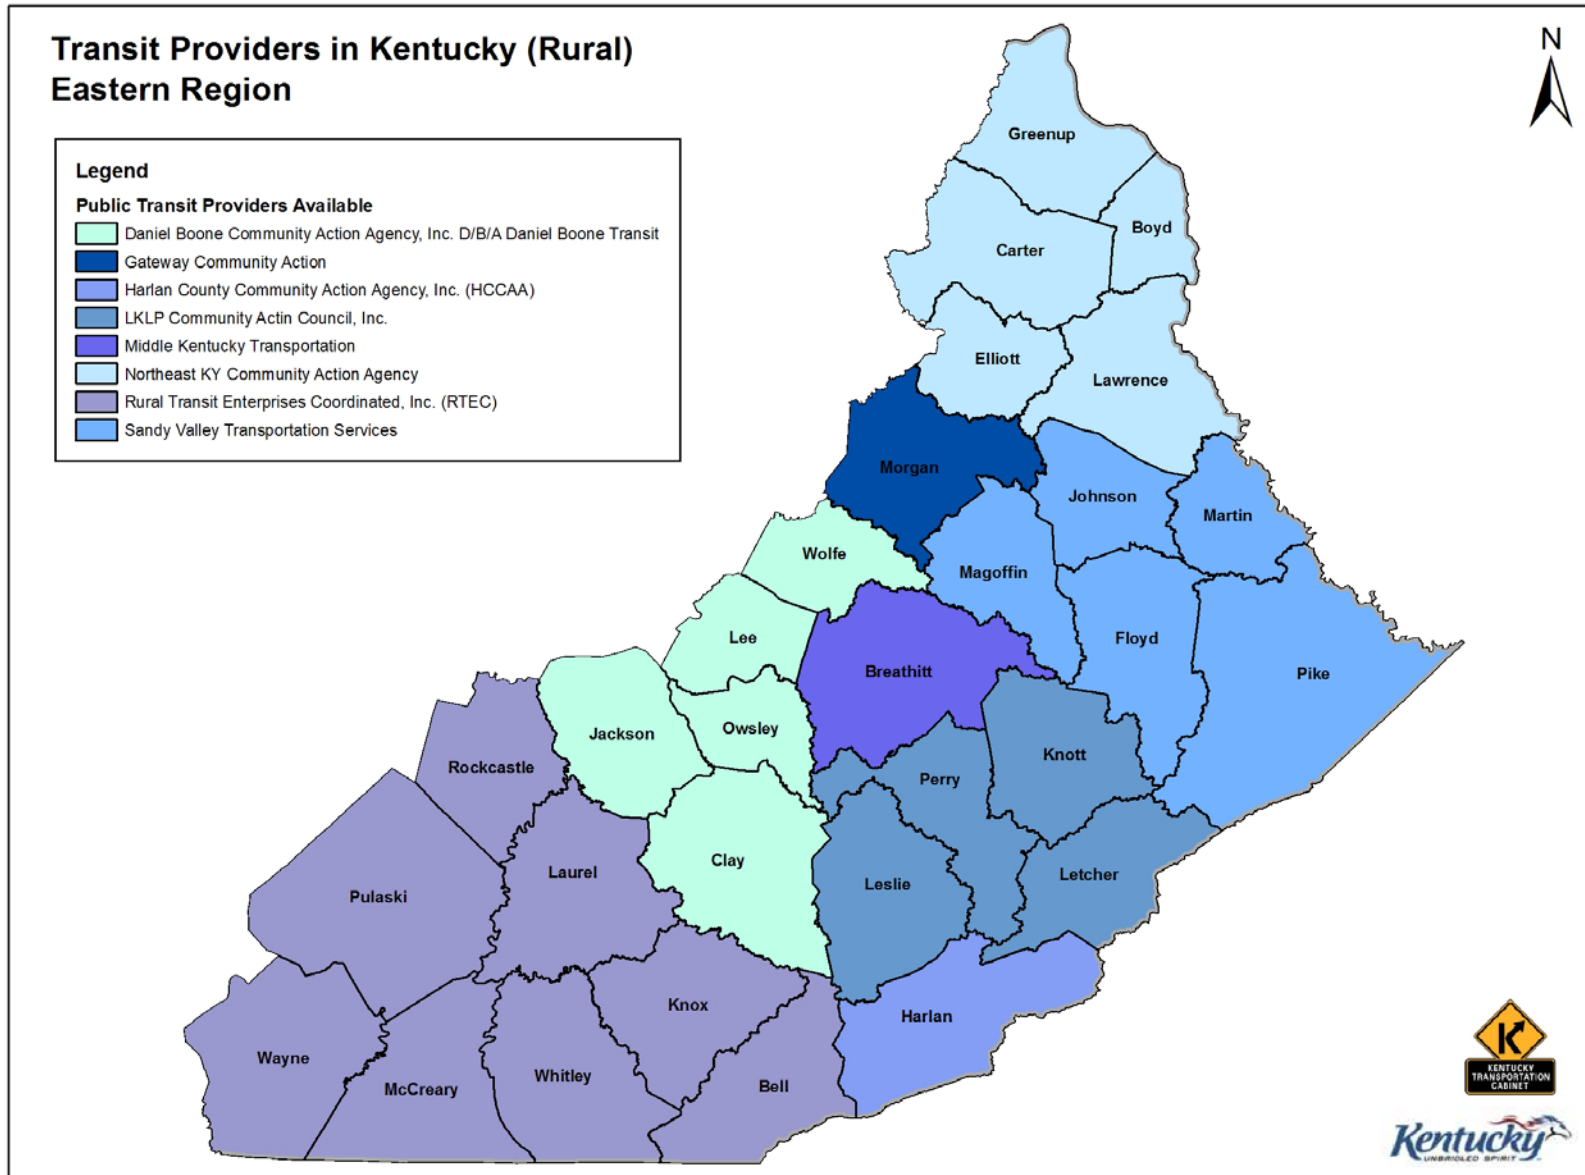 Transit Providers in Kentucky (Rural)
Eastern Region
N
Legend
Public Transit Providers Available
Daniel Boone Community Action Agency, Inc. D/B/A Daniel Boone Transit
Gateway Community Action
Harlan County Community Action Agency, Inc. (HCCAA)
LKLP Community Actin Council, Inc.
Middle Kentucky Transportation
Northeast KY Community Action Agency
Rural Transit Enterprises Coordinated, Inc. (RTEC)
Sandy Valley Transportation Services
Greenup
Boyd
Carter
Elliott
Lawrence
Morgan
Johnson
Martin
Wolfe
Magoffin
Lee
Floyd
Breathitt
Pike
Owsley
Jackson
Knott
Rockcastle
Perry
Clay
Laurel
Letcher
Leslie
Pulaski
Knox
Harlan
Wayne
Whitley
Bell
McCreary
K
KENTUCKY
TRANSPORTATION
CABINET
Kentucky
UNBRIDLED SPIRIT